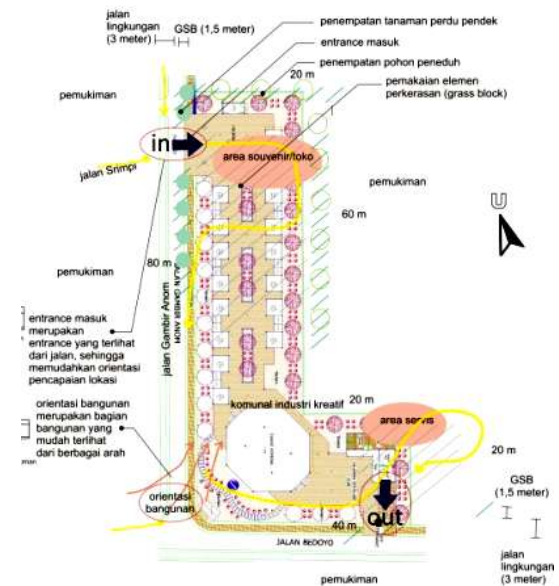 jalan
lingkungan
(3 meter)
GSB (1,5 meter)
penempatan tanaman perdu pendek
entrance masuk
penempatan pohon peneduh
20 m
pemakaian elemen
perkerasan (grass block)
pemukiman
in
area souvenir/toko
jalan Srimpi
pemukiman
U
60 m
pemukiman
80 m
JALAN GAMBIR ANOM
jalan Gambir Anom
entrance masuk
merupakan
entrance yang terlihat
dari jalan, sehingga
memudahkan orientasi
pencapaian lokasi
orientasi bangunan
merupakan bagian
bangunan yang
mudah terlihat
dari berbagai arah
komunal industri kreatif
20 m
area servis
20 m
GSB
(1,5 meter)
orientasi
bangunan
40 m
out
JALAN BEDOYO
jalan
lingkungan
(3 meter)
pemukiman